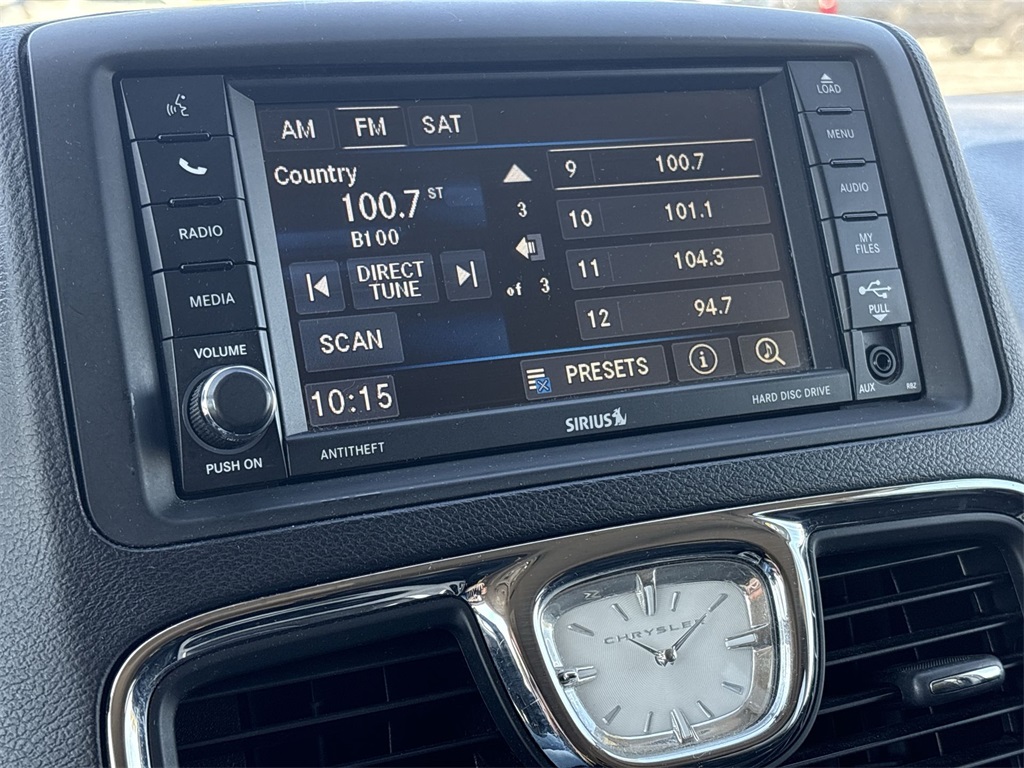 AM FM SAT
Country
100.7 ST
B100
DIRECT
TUNE
SCAN
10:15
3
of 3
9 100.7
10 101.1
11 104.3
12 94.7
PRESETS
i
RADIO
MEDIA
VOLUME
PUSH ON
ANTITHEFT
SIRIUS
HARD DISC DRIVE
LOAD
MENU
AUDIO
MY
FILES
PULL
AUX
RBZ
CHRYSLER